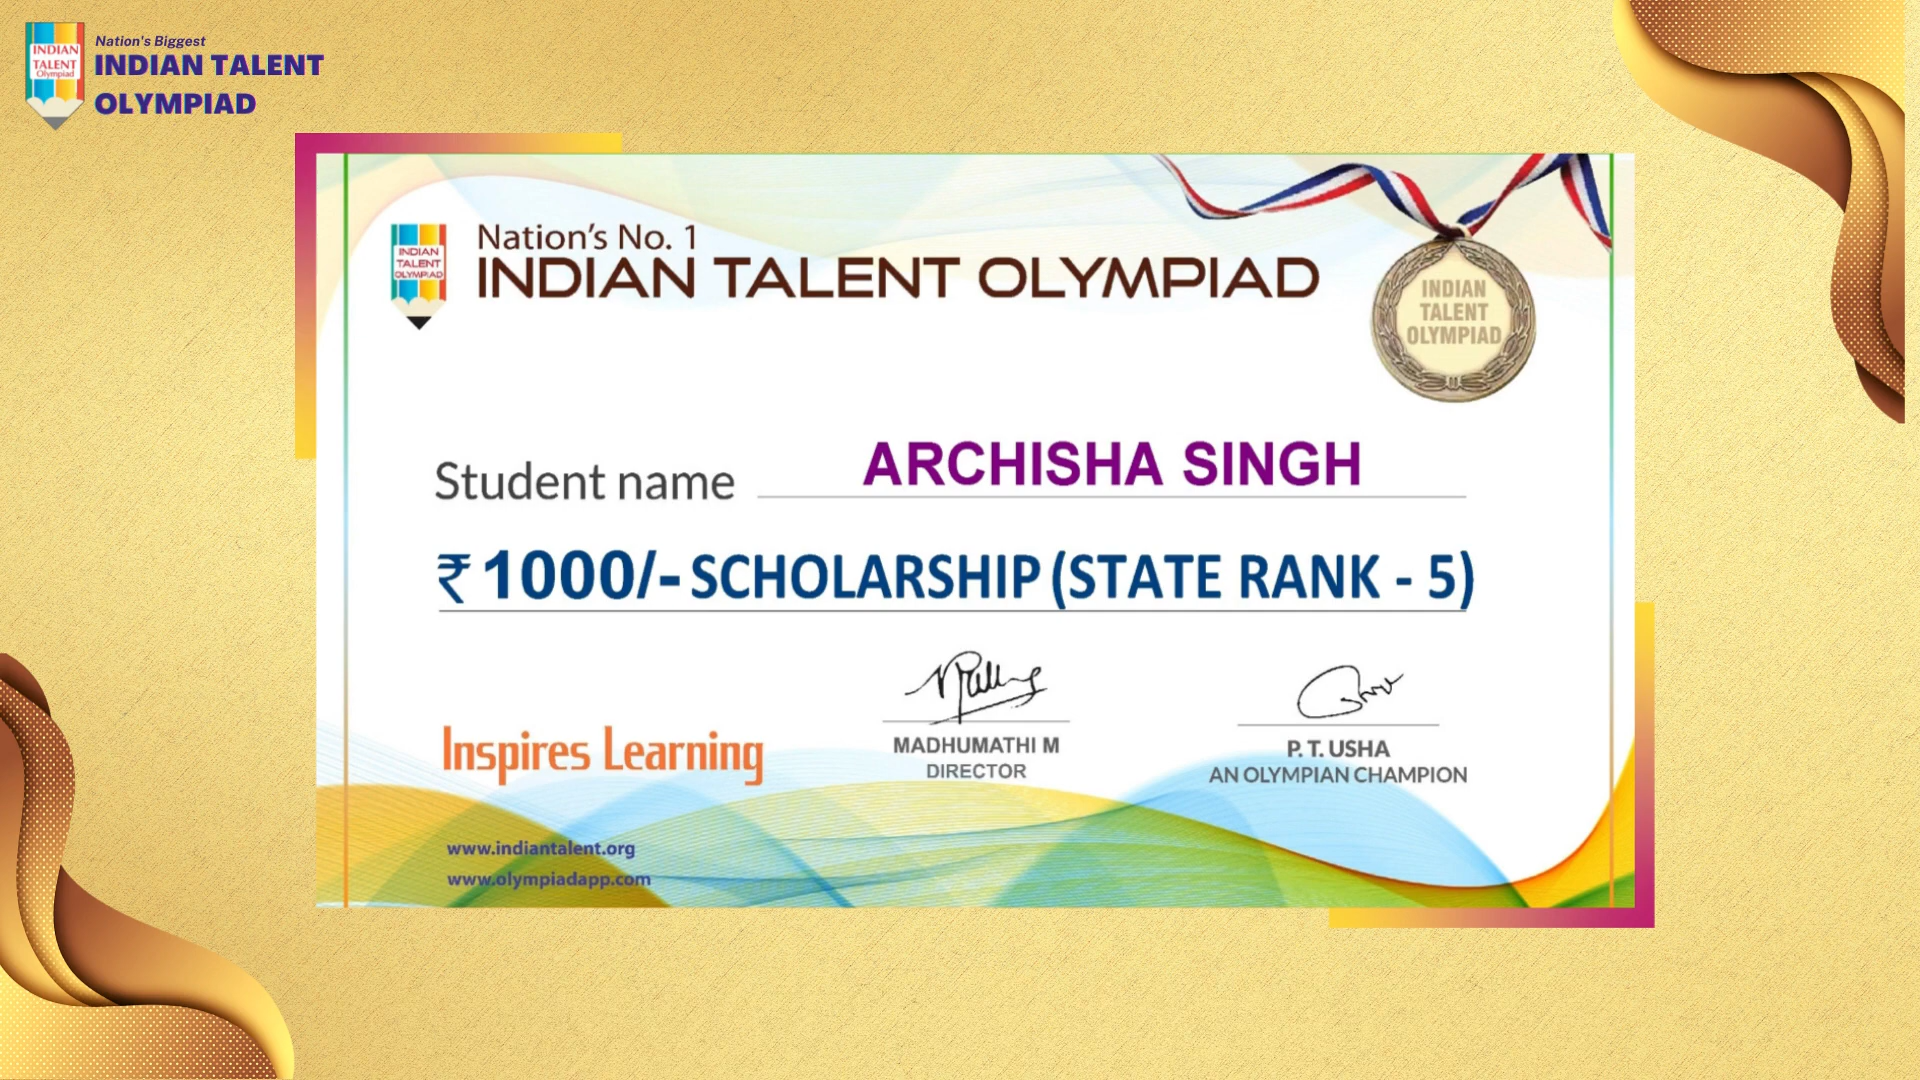 INDIAN
TALENT
Olympiad
Nation's Biggest
INDIAN TALENT
OLYMPIAD
INDIAN
TALENT
OLYMPIAD
Nation's No. 1
INDIAN TALENT OLYMPIAD
INDIAN
TALENT
OLYMPIAD
Student name ARCHISHA SINGH
₹ 1000/- SCHOLARSHIP (STATE RANK - 5)
Inspires Learning
MADHUMATHI M
DIRECTOR
P. T. USHA
AN OLYMPIAN CHAMPION
www.indiantalent.org
www.olympiadapp.com